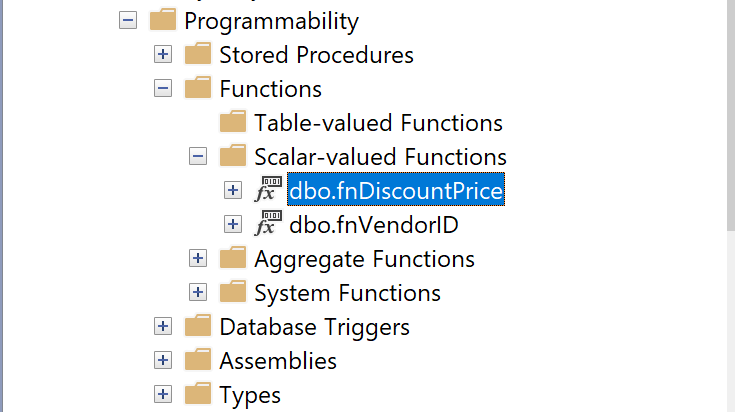 Programmability
Stored Procedures
Functions
Table-valued Functions
Scalar-valued Functions
dbo.fnDiscountPrice
dbo.fnVendorID
Aggregate Functions
System Functions
Database Triggers
Assemblies
Types